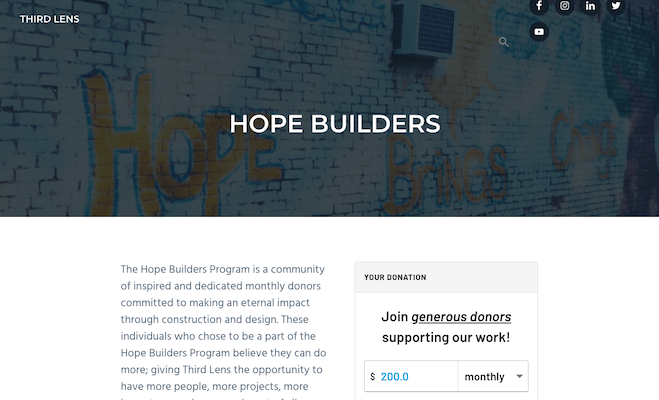 THIRD LENS
HOPE BUILDERS
Hope
Brings
The Hope Builders Program is a community
of inspired and dedicated monthly donors
committed to making an eternal impact
through construction and design. These
individuals who chose to be a part of the
Hope Builders Program believe they can do
more; giving Third Lens the opportunity to
have more people, more projects, more
YOUR DONATION
Join generous donors
supporting our work!
$ 200.0 monthly